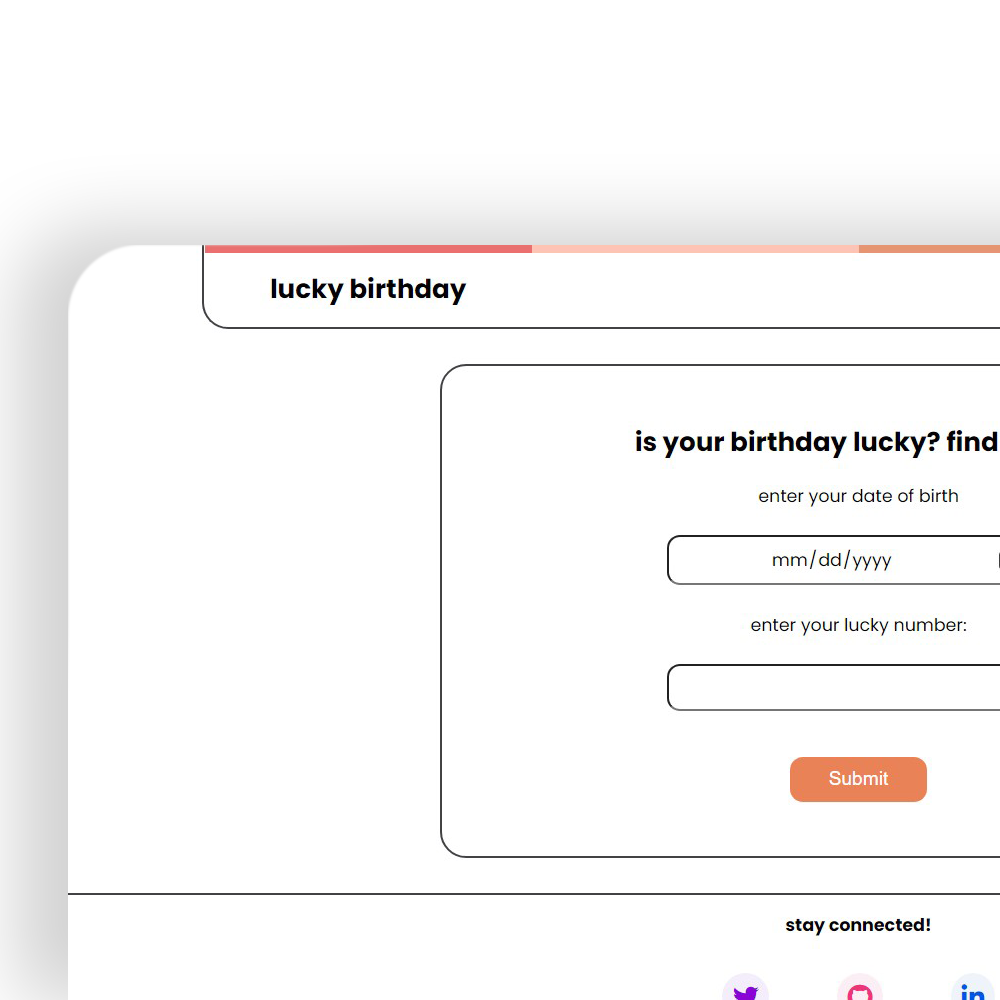 lucky birthday
is your birthday lucky? find
enter your date of birth
mm/dd/yyyy
enter your lucky number:
Submit
stay connected!
in